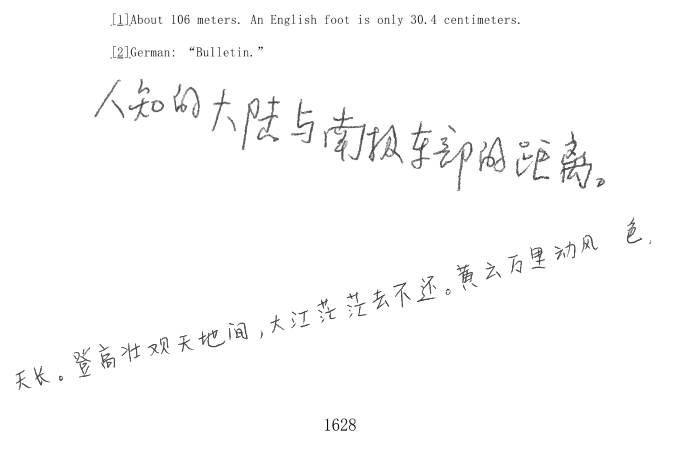 [1]About 106 meters. An English foot is only 30.4 centimeters.
[2]German: “Bulletin.”
人知的大陆与南极东部的距离。
天长。登高壮观天地间，大江茫茫去不还。黄云万里动风 色，
1628